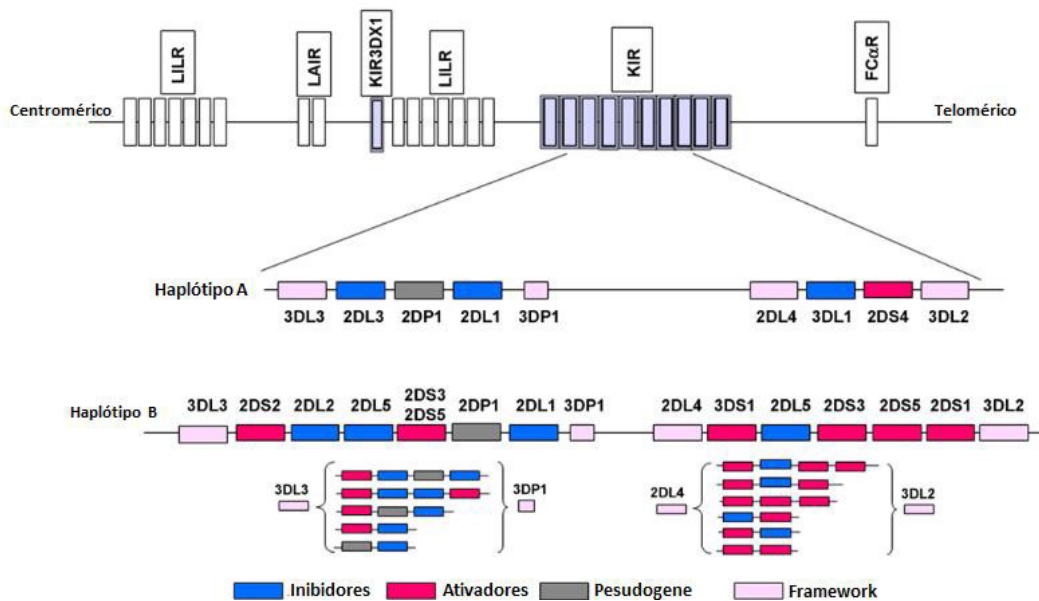 LILR
LAIR
KIR3DX1
LILR
KIR
FCαR
Centromérico
Telomérico
Haplótipo A
3DL3 2DL3 2DP1 2DL1 3DP1 2DL4 3DL1 2DS4 3DL2
2DS3
Haplótipo B 3DL3 2DS2 2DL2 2DL5 2DS5 2DP1 2DL1 3DP1 2DL4 3DS1 2DL5 2DS3 2DS5 2DS1 3DL2
3DL3 3DP1 2DL4 3DL2
Inibidores Ativadores Pesudogene Framework